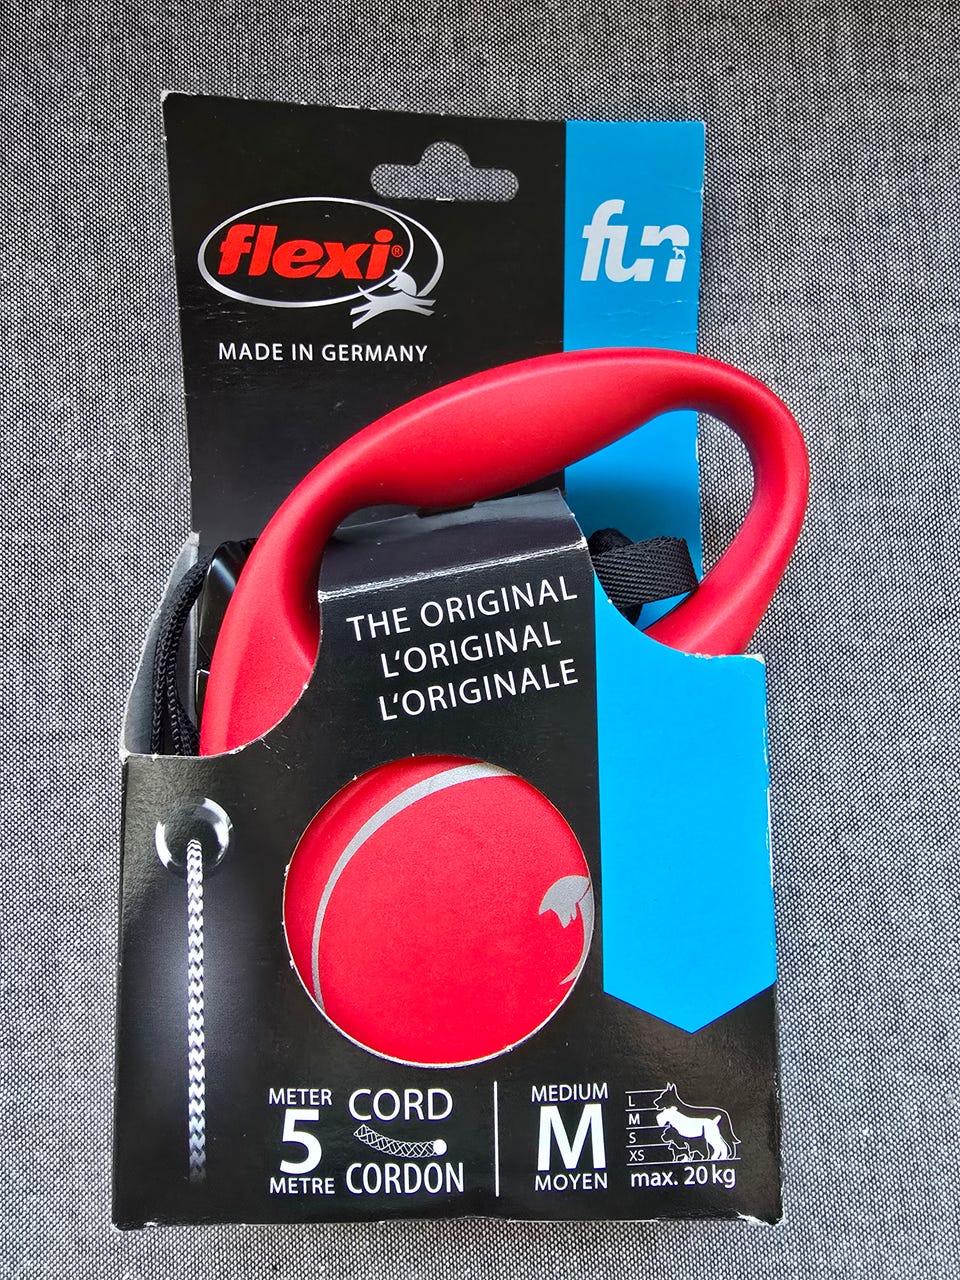 flexi®
fun
MADE IN GERMANY
THE ORIGINAL
L'ORIGINAL
L'ORIGINALE
METER
5
METRE
CORD
CORDON
MEDIUM
M
MOYEN
L
M
S
XS
max. 20 kg